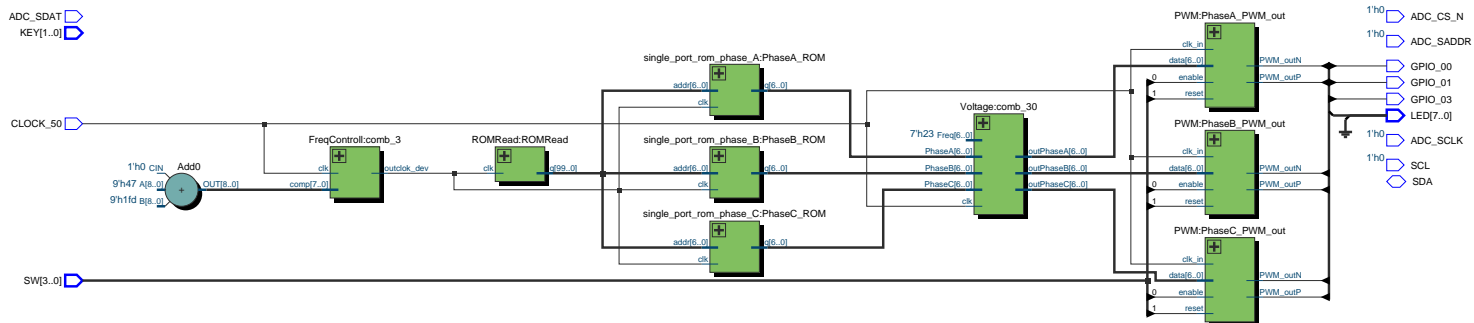 ADC_SDAT
KEY[1..0]
CLOCK_50
SW[3..0]
Add0
1'h0 CIN
9'h47 A[8..0]
9'h1fd B[8..0]
OUT[8..0]
+
FreqControll:comb_3
clk
comp[7..0]
outclok_dev
ROMRead:ROMRead
clk
q[99..0]
single_port_rom_phase_A:PhaseA_ROM
addr[6..0]
clk
q[6..0]
single_port_rom_phase_B:PhaseB_ROM
addr[6..0]
clk
q[6..0]
single_port_rom_phase_C:PhaseC_ROM
addr[6..0]
clk
q[6..0]
Voltage:comb_30
7'h23 Freq[6..0]
PhaseA[6..0]
PhaseB[6..0]
PhaseC[6..0]
clk
outPhaseA[6..0]
outPhaseB[6..0]
outPhaseC[6..0]
PWM:PhaseA_PWM_out
clk_in
data[6..0]
0 enable
1 reset
PWM_outN
PWM_outP
PWM:PhaseB_PWM_out
clk_in
data[6..0]
0 enable
1 reset
PWM_outN
PWM_outP
PWM:PhaseC_PWM_out
clk_in
data[6..0]
0 enable
1 reset
PWM_outN
PWM_outP
1'h0 ADC_CS_N
1'h0 ADC_SADDR
GPIO_00
GPIO_01
GPIO_03
LED[7..0]
1'h0 ADC_SCLK
1'h0 SCL
SDA